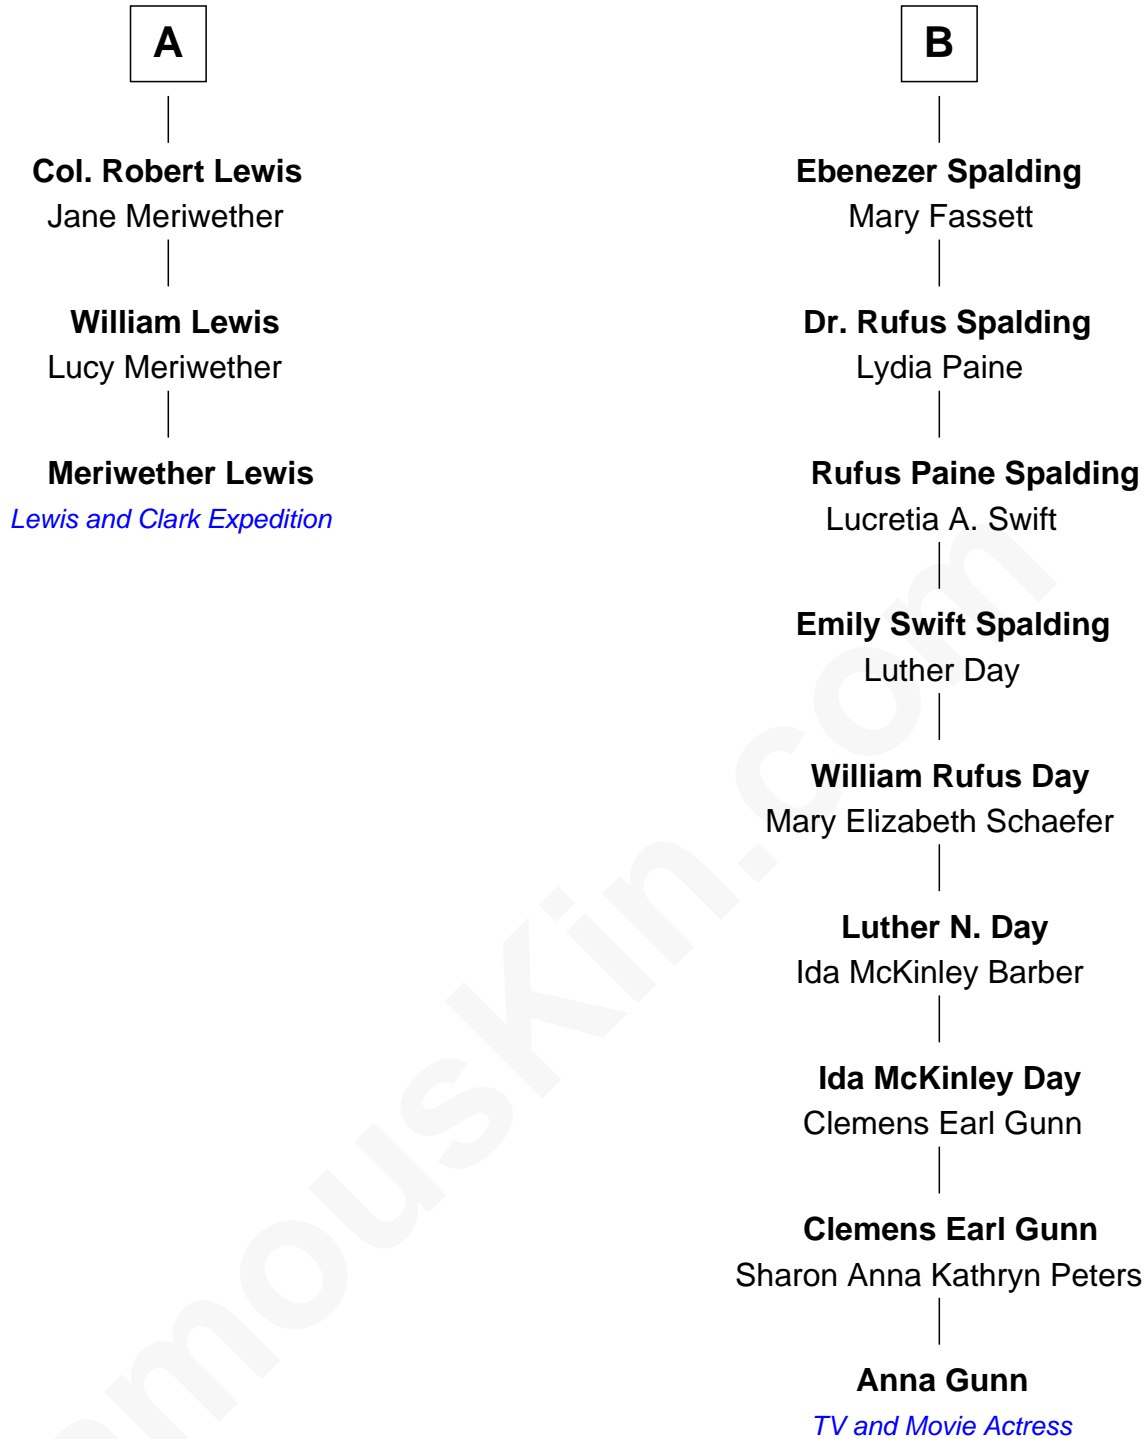 A
Col. Robert Lewis
Jane Meriwether
William Lewis
Lucy Meriwether
Meriwether Lewis
Lewis and Clark Expedition
B
Ebenezer Spalding
Mary Fassett
Dr. Rufus Spalding
Lydia Paine
Rufus Paine Spalding
Lucretia A. Swift
Emily Swift Spalding
Luther Day
William Rufus Day
Mary Elizabeth Schaefer
Luther N. Day
Ida McKinley Barber
Ida McKinley Day
Clemens Earl Gunn
Clemens Earl Gunn
Sharon Anna Kathryn Peters
Anna Gunn
TV and Movie Actress
amousKin.com